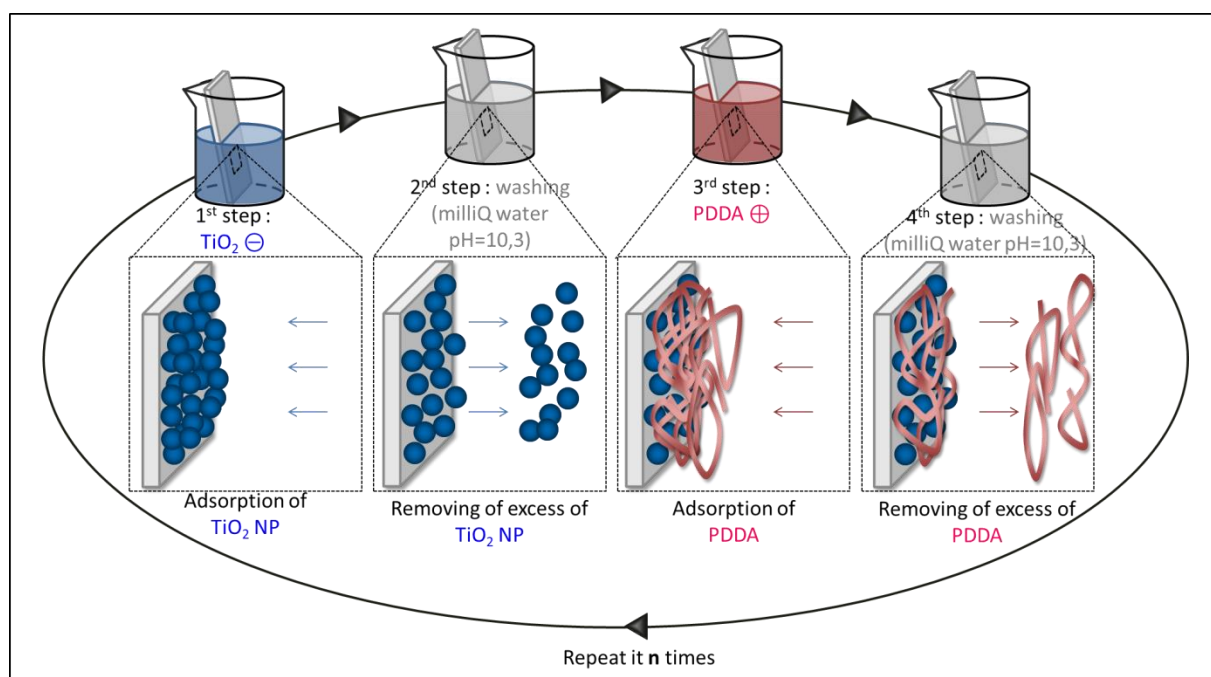 1st step :
TiO2 ⊖
2nd step : washing
(milliQ water
pH=10,3)
3rd step :
PDDA ⊕
4th step : washing
(milliQ water pH=10,3)
Adsorption of
TiO2 NP
Removing of excess of
TiO2 NP
Adsorption of
PDDA
Removing of excess of
PDDA
Repeat it n times